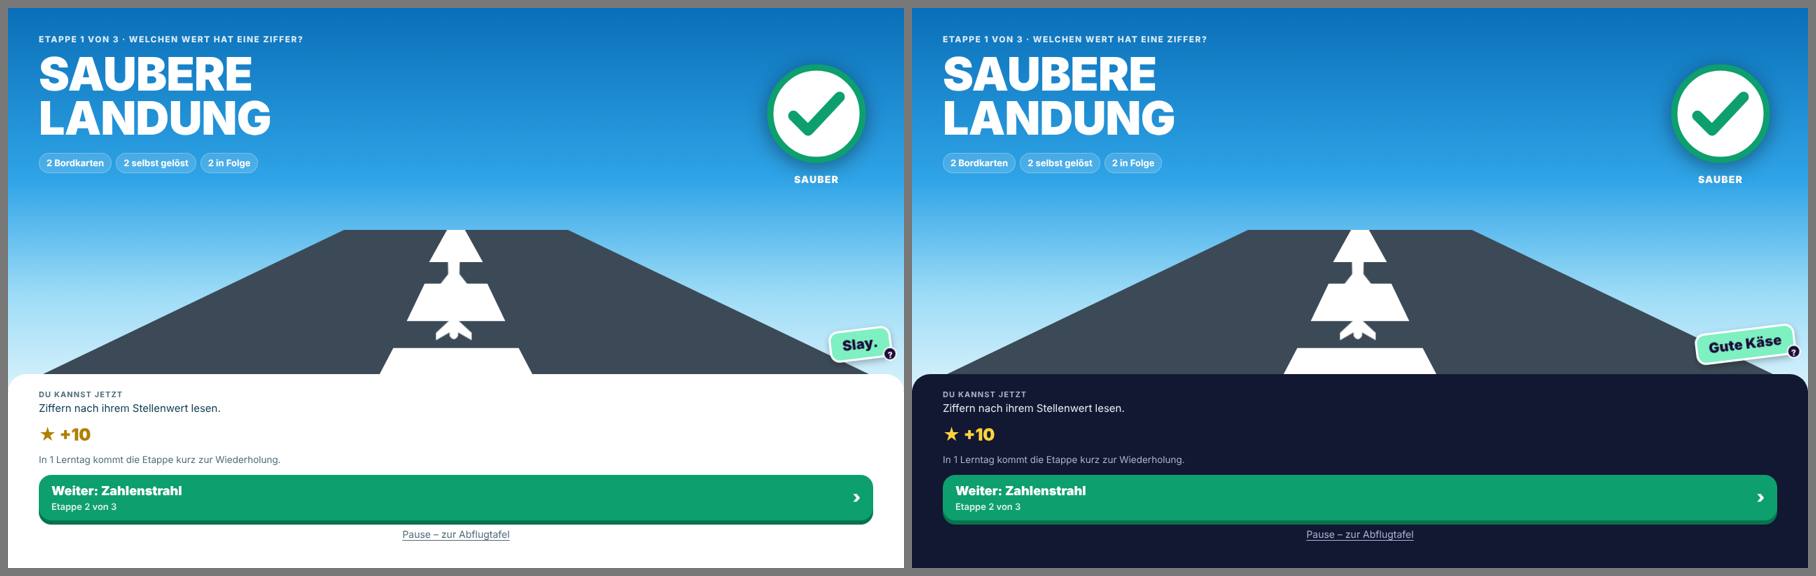 ETAPPE 1 VON 3 · WELCHEN WERT HAT EINE ZIFFER?
SAUBERE
LANDUNG
2 Bordkarten
2 selbst gelöst
2 in Folge
SAUBER
Slay.
?
DU KANNST JETZT
Ziffern nach ihrem Stellenwert lesen.
★ +10
In 1 Lerntag kommt die Etappe kurz zur Wiederholung.
Weiter: Zahlenstrahl
Etappe 2 von 3
Pause – zur Abflugtafel
ETAPPE 1 VON 3 · WELCHEN WERT HAT EINE ZIFFER?
SAUBERE
LANDUNG
2 Bordkarten
2 selbst gelöst
2 in Folge
SAUBER
Gute Käse
?
DU KANNST JETZT
Ziffern nach ihrem Stellenwert lesen.
★ +10
In 1 Lerntag kommt die Etappe kurz zur Wiederholung.
Weiter: Zahlenstrahl
Etappe 2 von 3
Pause – zur Abflugtafel